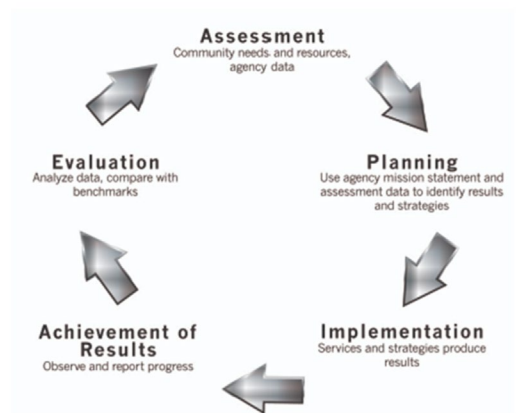 Assessment
Community needs and resources,
agency data
Evaluation
Analyze data, compare with
benchmarks
Planning
Use agency mission statement and
assessment data to identify results
and strategies
Achievement of
Results
Observe and report progress
Implementation
Services and strategies produce
results